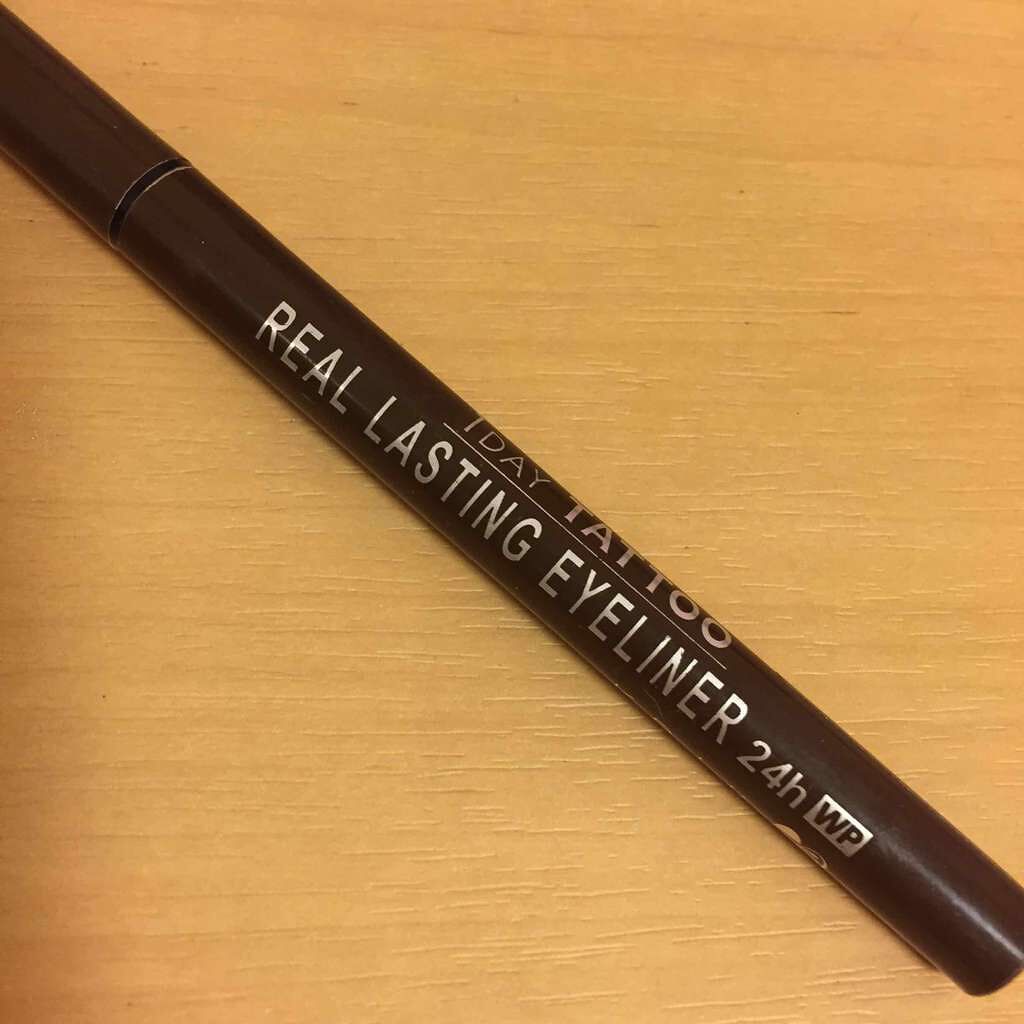 1DAY TATTOO
REAL LASTING EYELINER 24h WP